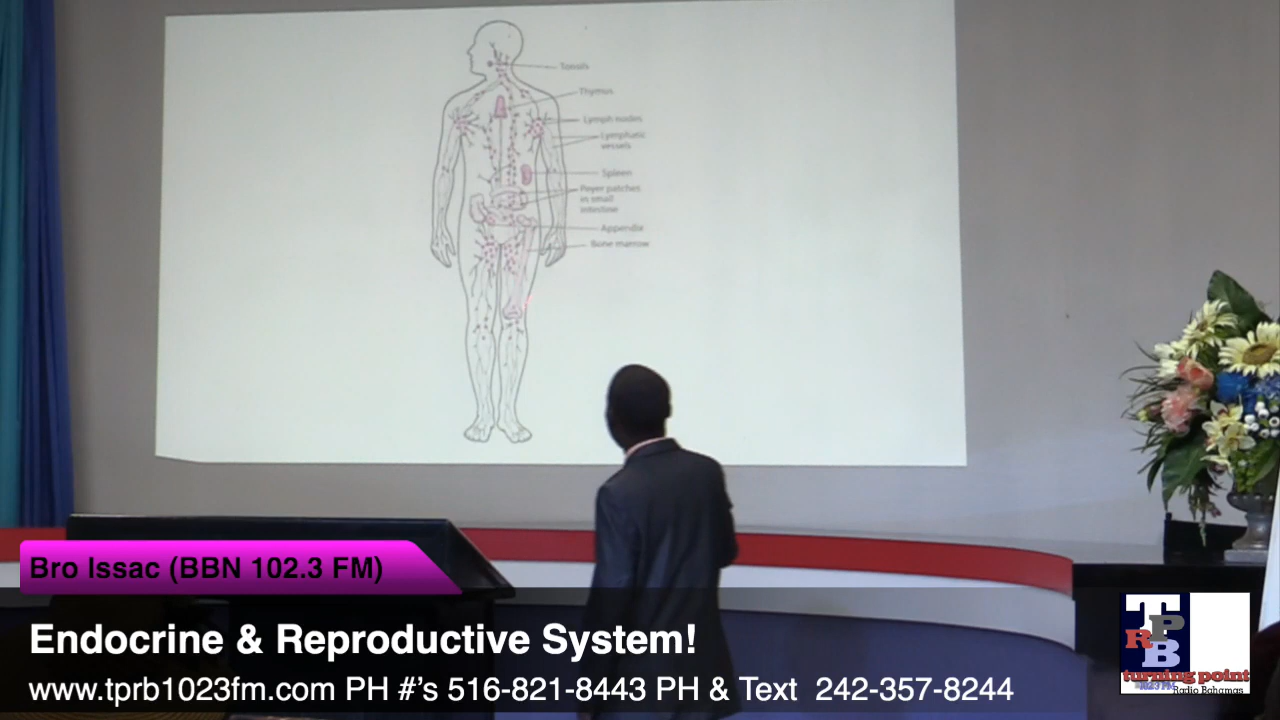 Tonsils
Thymus
Lymph nodes
Lymphatic
vessels
Spleen
Peyer patches
in small
intestine
Appendix
Bone marrow
Bro Issac (BBN 102.3 FM)
Endocrine & Reproductive System!
www.tprb1023fm.com PH #'s 516-821-8443 PH & Text 242-357-8244
T
RP
B
turning point
Radio Bahamas